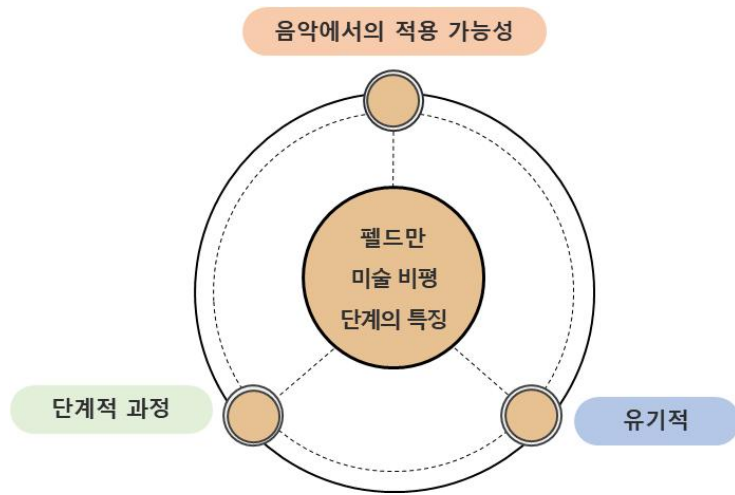 음악에서의 적용 가능성
펠드만
미술 비평
단계의 특징
단계적 과정
유기적